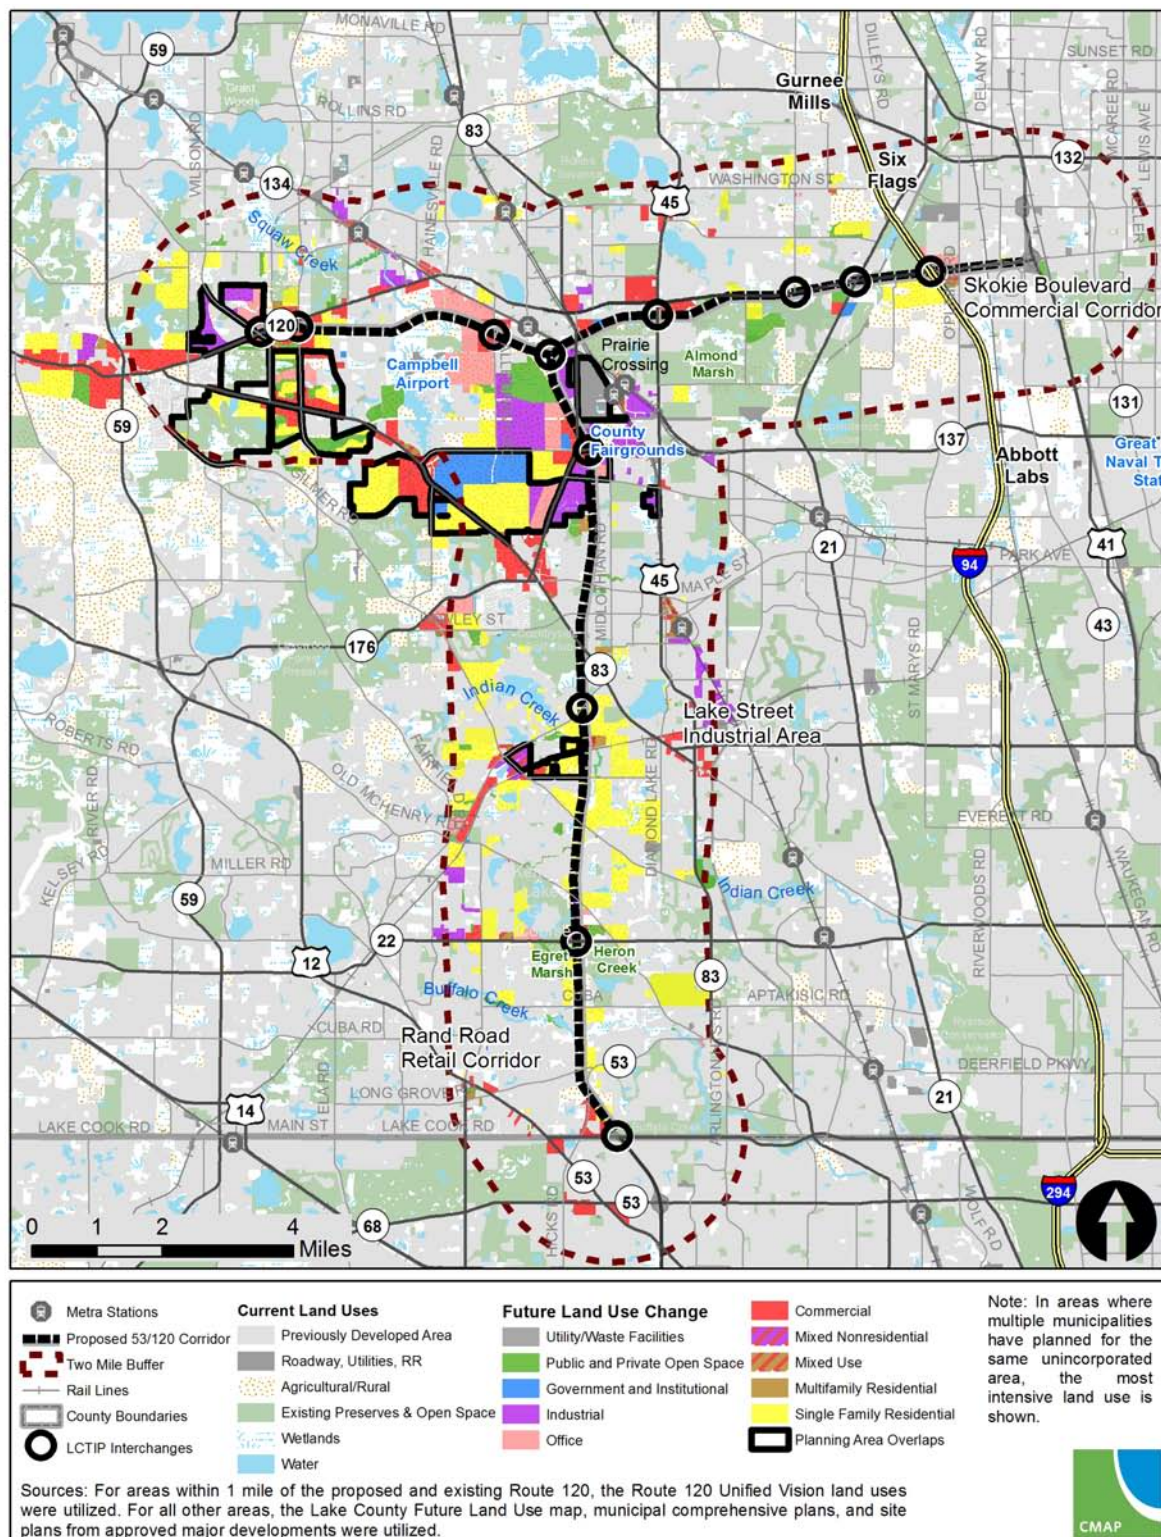 MONAVILLE RD
59
DILLEYS RD
DELANY RD
SUNSET RD
Gurnee
Mills
MCAREE RD
LEWIS AVE
Grant
Woods
ROLLINS RD
WILSON RD
83
HAINESVILLE RD
132
Six
Flags
WASHINGTON ST
134
45
Squaw Creek
Skokie Boulevard
Commercial Corridor
120
Prairie
Crossing
Campbell
Airport
Almond
Marsh
131
59
County
Fairgrounds
137
Great
Naval T
Stat
Abbott
Labs
GILMER RD
21
41
94
PARK AVE
45
MAPLE ST
MIDLOTHIAN RD
43
176
83
ST MARYS RD
Indian Creek
Lake Street
Industrial Area
ROBERTS RD
RIVER RD
OLD MCHENRY RD
DIAMOND LAKE RD
EVERETT RD
MILLER RD
KELSEY RD
WAUKEGAN RD
59
Indian Creek
RIVERWOODS RD
22
12
Egret
Marsh
Heron
Creek
83
Buffalo Creek
CUBA
APTAKISIC RD
CUBA RD
Rand Road
Retail Corridor
53
DEERFIELD PKWY
ELA RD
LONG GROVE R
14
21
LAKE COOK RD
MAIN ST
LAKE COOK RD
53
53
294
HICKS RD
WOLF RD
68
0 1 2 4
Miles
Metra Stations
Proposed 53/120 Corridor
Two Mile Buffer
Rail Lines
County Boundaries
LCTIP Interchanges
Current Land Uses
Previously Developed Area
Roadway, Utilities, RR
Agricultural/Rural
Existing Preserves & Open Space
Wetlands
Water
Future Land Use Change
Utility/Waste Facilities
Public and Private Open Space
Government and Institutional
Industrial
Office
Commercial
Mixed Nonresidential
Mixed Use
Multifamily Residential
Single Family Residential
Planning Area Overlaps
Note: In areas where
multiple municipalities
have planned for the
same unincorporated
area, the most
intensive land use is
shown.
Sources: For areas within 1 mile of the proposed and existing Route 120, the Route 120 Unified Vision land uses
were utilized. For all other areas, the Lake County Future Land Use map, municipal comprehensive plans, and site
plans from approved major developments were utilized.
CMAP